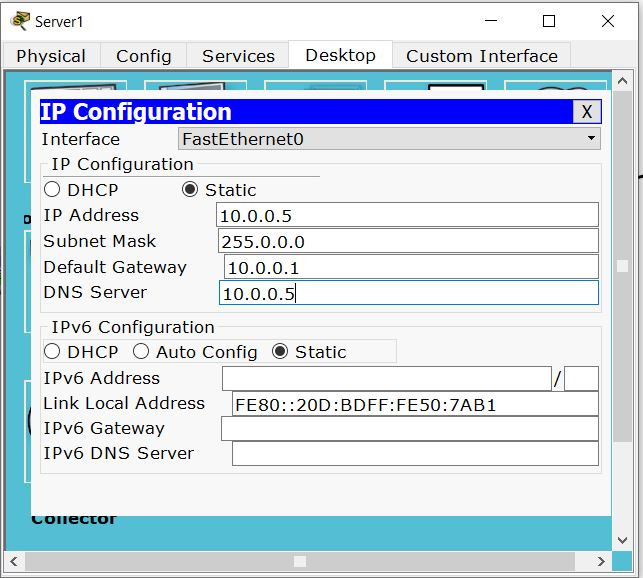 Server1
Physical Config Services Desktop Custom Interface
IP Configuration X
Interface FastEthernet0
IP Configuration
DHCP Static
IP Address 10.0.0.5
Subnet Mask 255.0.0.0
Default Gateway 10.0.0.1
DNS Server 10.0.0.5
IPv6 Configuration
DHCP Auto Config Static
IPv6 Address /
Link Local Address FE80::20D:BDFF:FE50:7AB1
IPv6 Gateway
IPv6 DNS Server
Collector